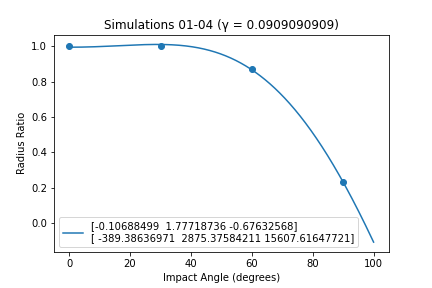 Simulations 01-04 (γ = 0.0909090909)
1.0
0.8
0.6
0.4
0.2
0.0
Radius Ratio
[-0.10688499 1.77718736 -0.67632568]
[ -389.38636971 2875.37584211 15607.61647721]
0 20 40 60 80 100
Impact Angle (degrees)